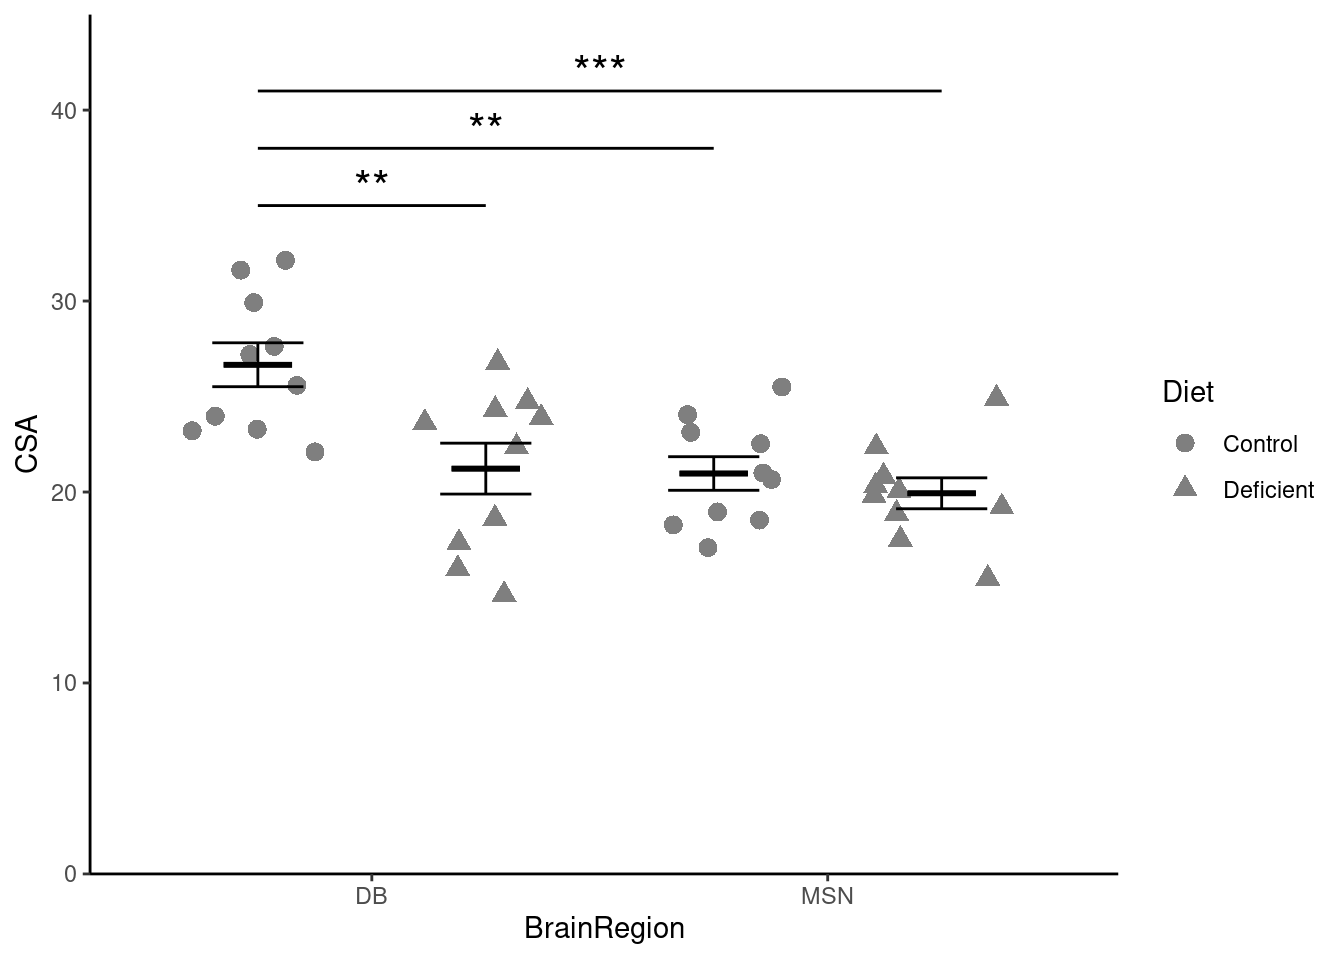 ***
**
**
40
30
20
10
0
CSA
DB
MSN
BrainRegion
Diet
Control
Deficient